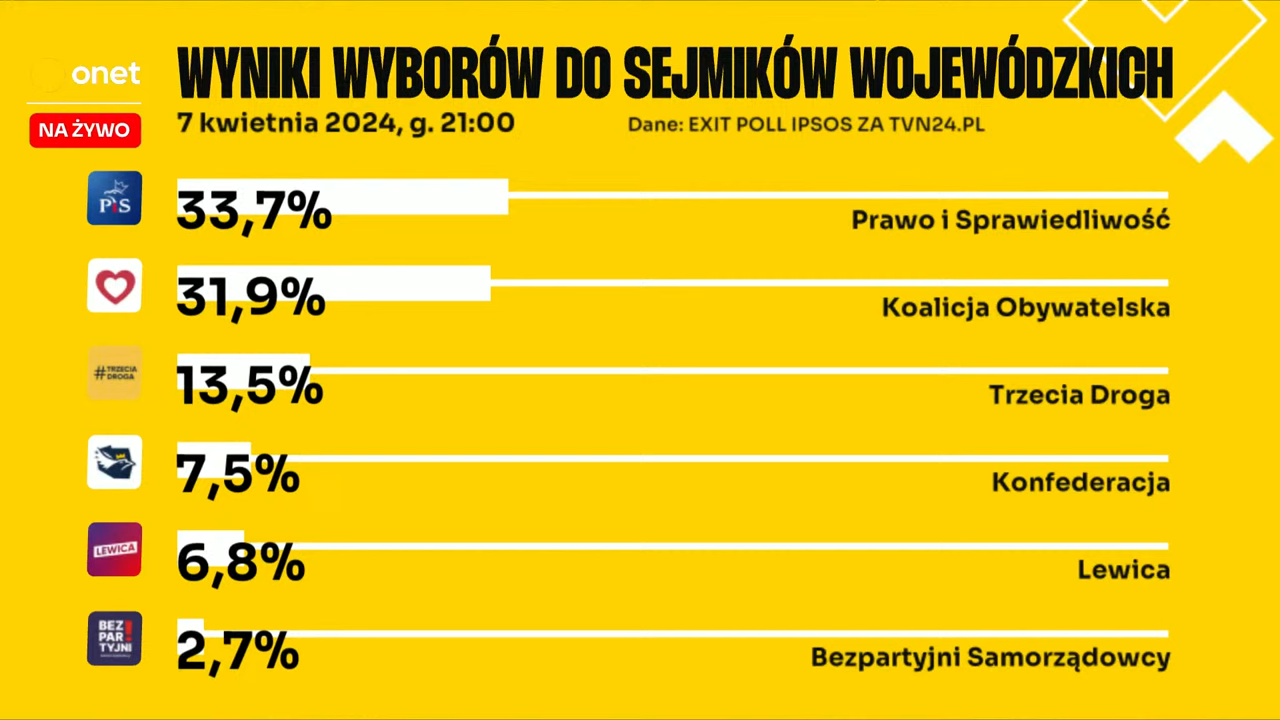 onet
WYNIKI WYBORÓW DO SEJMIKÓW WOJEWÓDZKICH
NA ŻYWO
7 kwietnia 2024, g. 21:00
Dane: EXIT POLL IPSOS ZA TVN24.PL
PiS
33,7%
Prawo i Sprawiedliwość
31,9%
Koalicja Obywatelska
#TRZECIA
DROGA
13,5%
Trzecia Droga
7,5%
Konfederacja
LEWICA
6,8%
Lewica
BEZ
PAR
TYJNI
2,7%
Bezpartyjni Samorządowcy